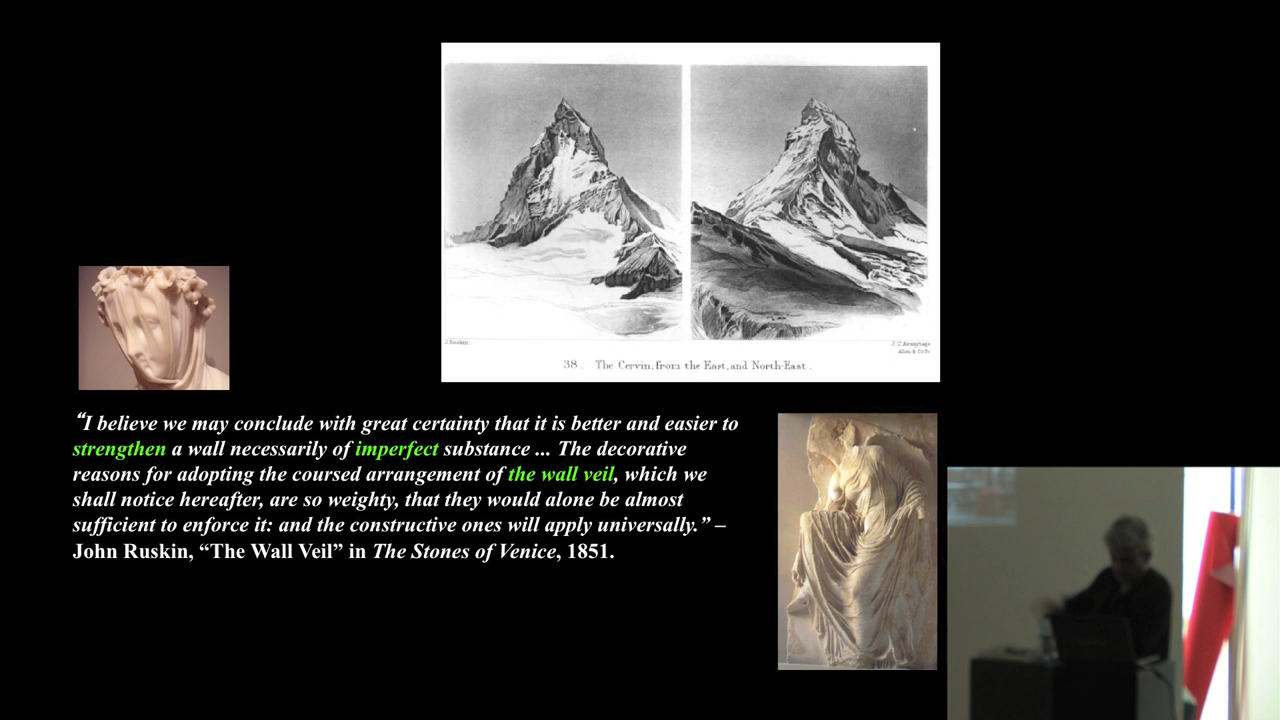 J. Ruskin.
J. C. Armytage
38. The Cervin, from the East, and North-East.
“I believe we may conclude with great certainty that it is better and easier to
strengthen a wall necessarily of imperfect substance ... The decorative
reasons for adopting the coursed arrangement of the wall veil, which we
shall notice hereafter, are so weighty, that they would alone be almost
sufficient to enforce it: and the constructive ones will apply universally.” –
John Ruskin, “The Wall Veil” in The Stones of Venice, 1851.